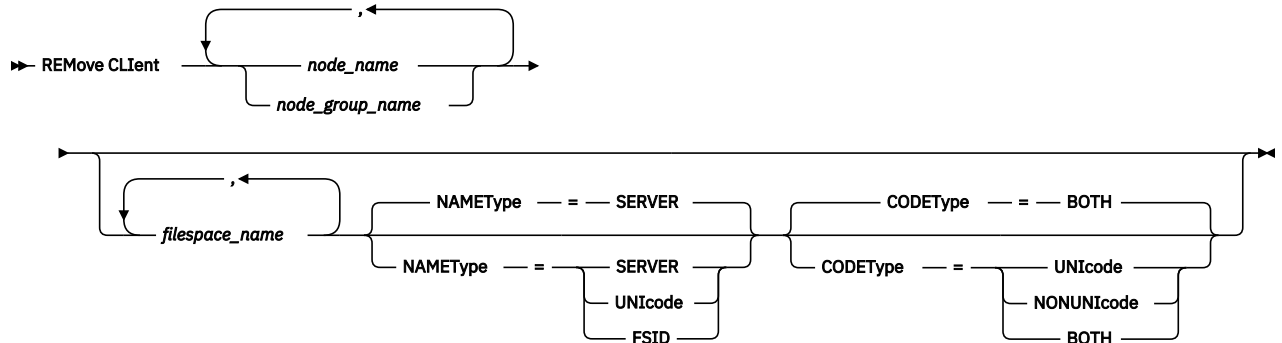 ,
REMove CLIent node_name
node_group_name
,
NAMEType = SERVER CODEType = BOTH
filespace_name
NAMEType = SERVER CODEType = UNIcode
UNIcode NONUNIcode
FSID BOTH